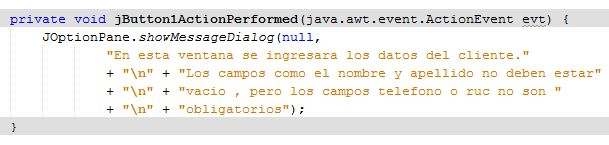 private void jButton1ActionPerformed(java.awt.event.ActionEvent evt) {
JOptionPane.showMessageDialog(null,
"En esta ventana se ingresara los datos del cliente."
+ "\n" + "Los campos como el nombre y apellido no deben estar"
+ "\n" + "vacio , pero los campos telefono o ruc no son "
+ "\n" + "obligatorios");
}